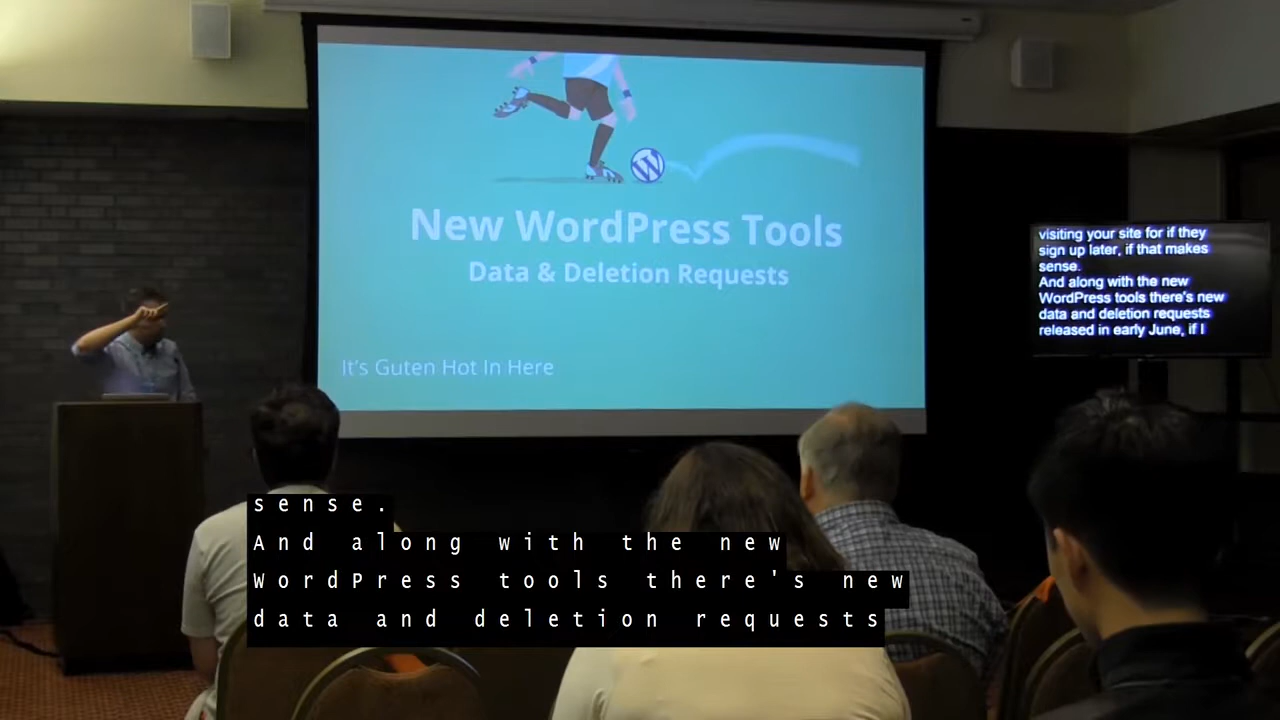 New WordPress Tools
Data & Deletion Requests
It's Guten Hot In Here
visiting your site for if they
sign up later, if that makes
sense.
And along with the new
WordPress tools there's new
data and deletion requests
released in early June, if I
sense.
And along with the new
WordPress tools there's new
data and deletion requests